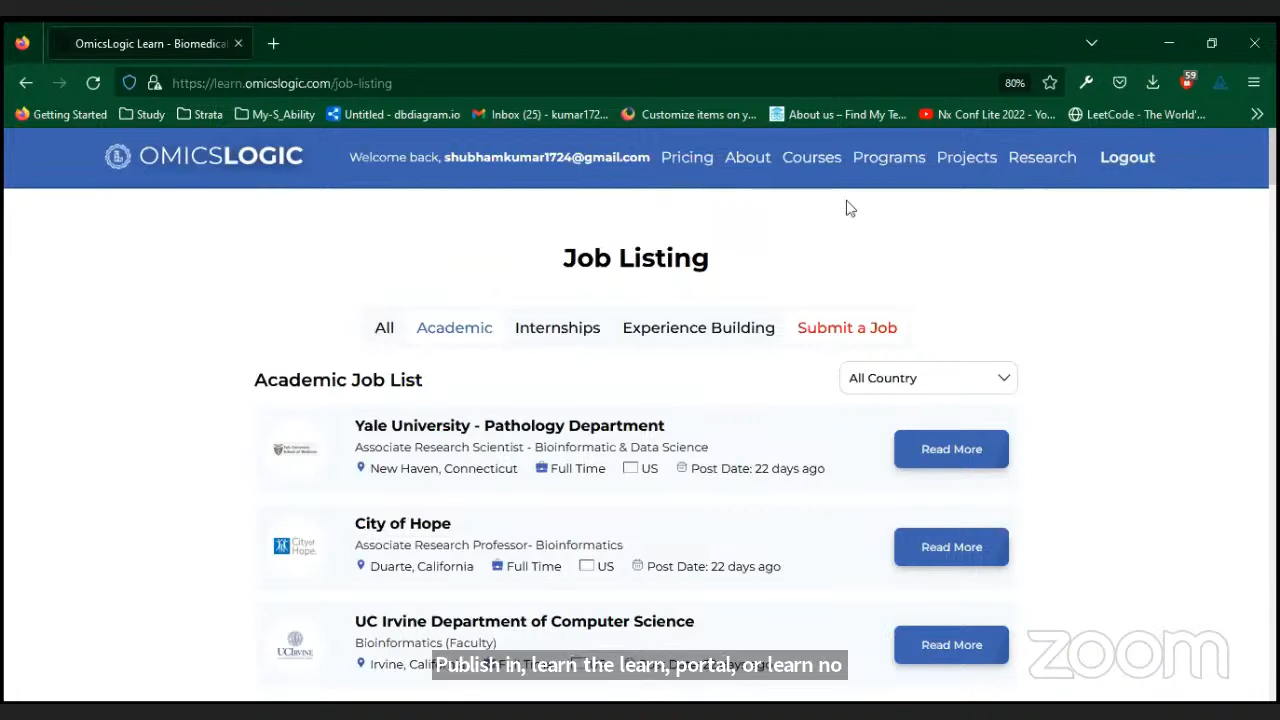 OmicsLogic Learn - Biomedical
https://learn.omicslogic.com/job-listing
80%
59
Getting Started
Study
Strata
My-S_Ability
Untitled - dbdiagram.io
Inbox (25) - kumar172...
Customize items on y...
About us – Find My Te...
Nx Conf Lite 2022 - Yo...
LeetCode - The World'...
OMICSLOGIC
Welcome back, shubhamkumar1724@gmail.com
Pricing
About
Courses
Programs
Projects
Research
Logout
Job Listing
All
Academic
Internships
Experience Building
Submit a Job
Academic Job List
All Country
Yale University - Pathology Department
Associate Research Scientist - Bioinformatic & Data Science
New Haven, Connecticut Full Time US Post Date: 22 days ago
Read More
City of Hope
City of Hope.
Associate Research Professor- Bioinformatics
Duarte, California Full Time US Post Date: 22 days ago
Read More
UC Irvine Department of Computer Science
UCIRVINE
Bioinformatics (Faculty)
Irvine,
Read More
Publish in, learn the learn, portal, or learn no
zoom